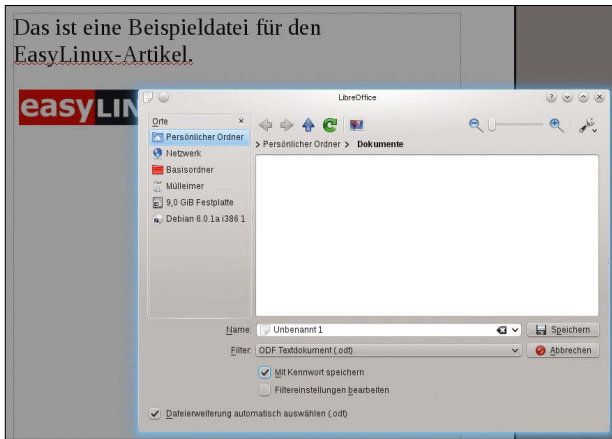 Das ist eine Beispieldatei für den
EasyLinux-Artikel.
easyLIN
LibreOffice
Orte
Persönlicher Ordner
Netzwerk
Basisordner
Mülleimer
9,0 GiB Festplatte
Debian 6.0.1a i386 1
> Persönlicher Ordner > Dokumente
Name: Unbenannt 1 Speichern
Filter: ODF Textdokument (.odt) Abbrechen
Mit Kennwort speichern
Filtereinstellungen bearbeiten
Dateierweiterung automatisch auswählen (.odt)